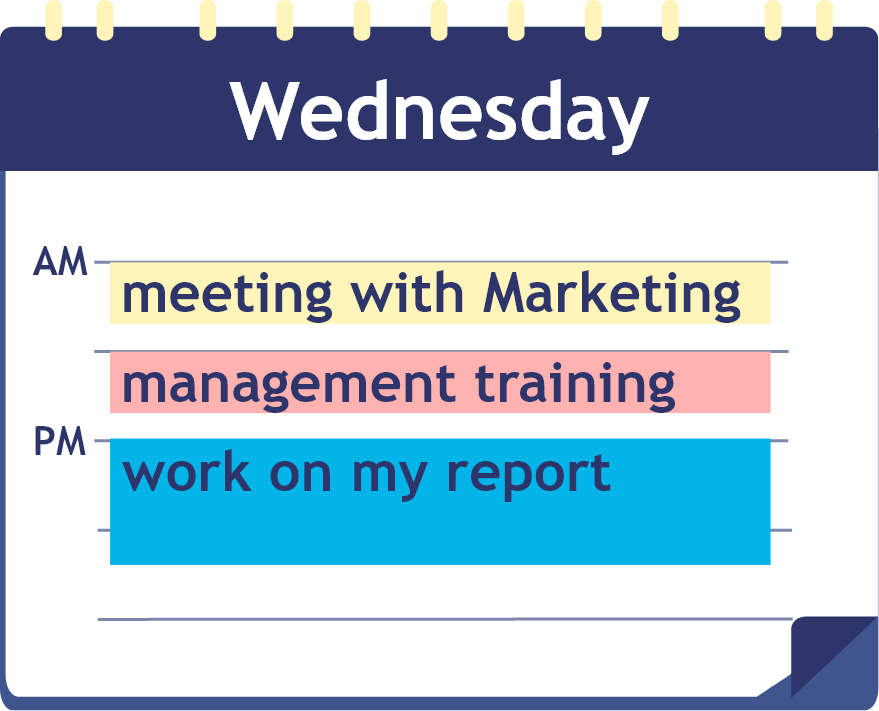 Wednesday
AM
meeting with Marketing
management training
PM
work on my report